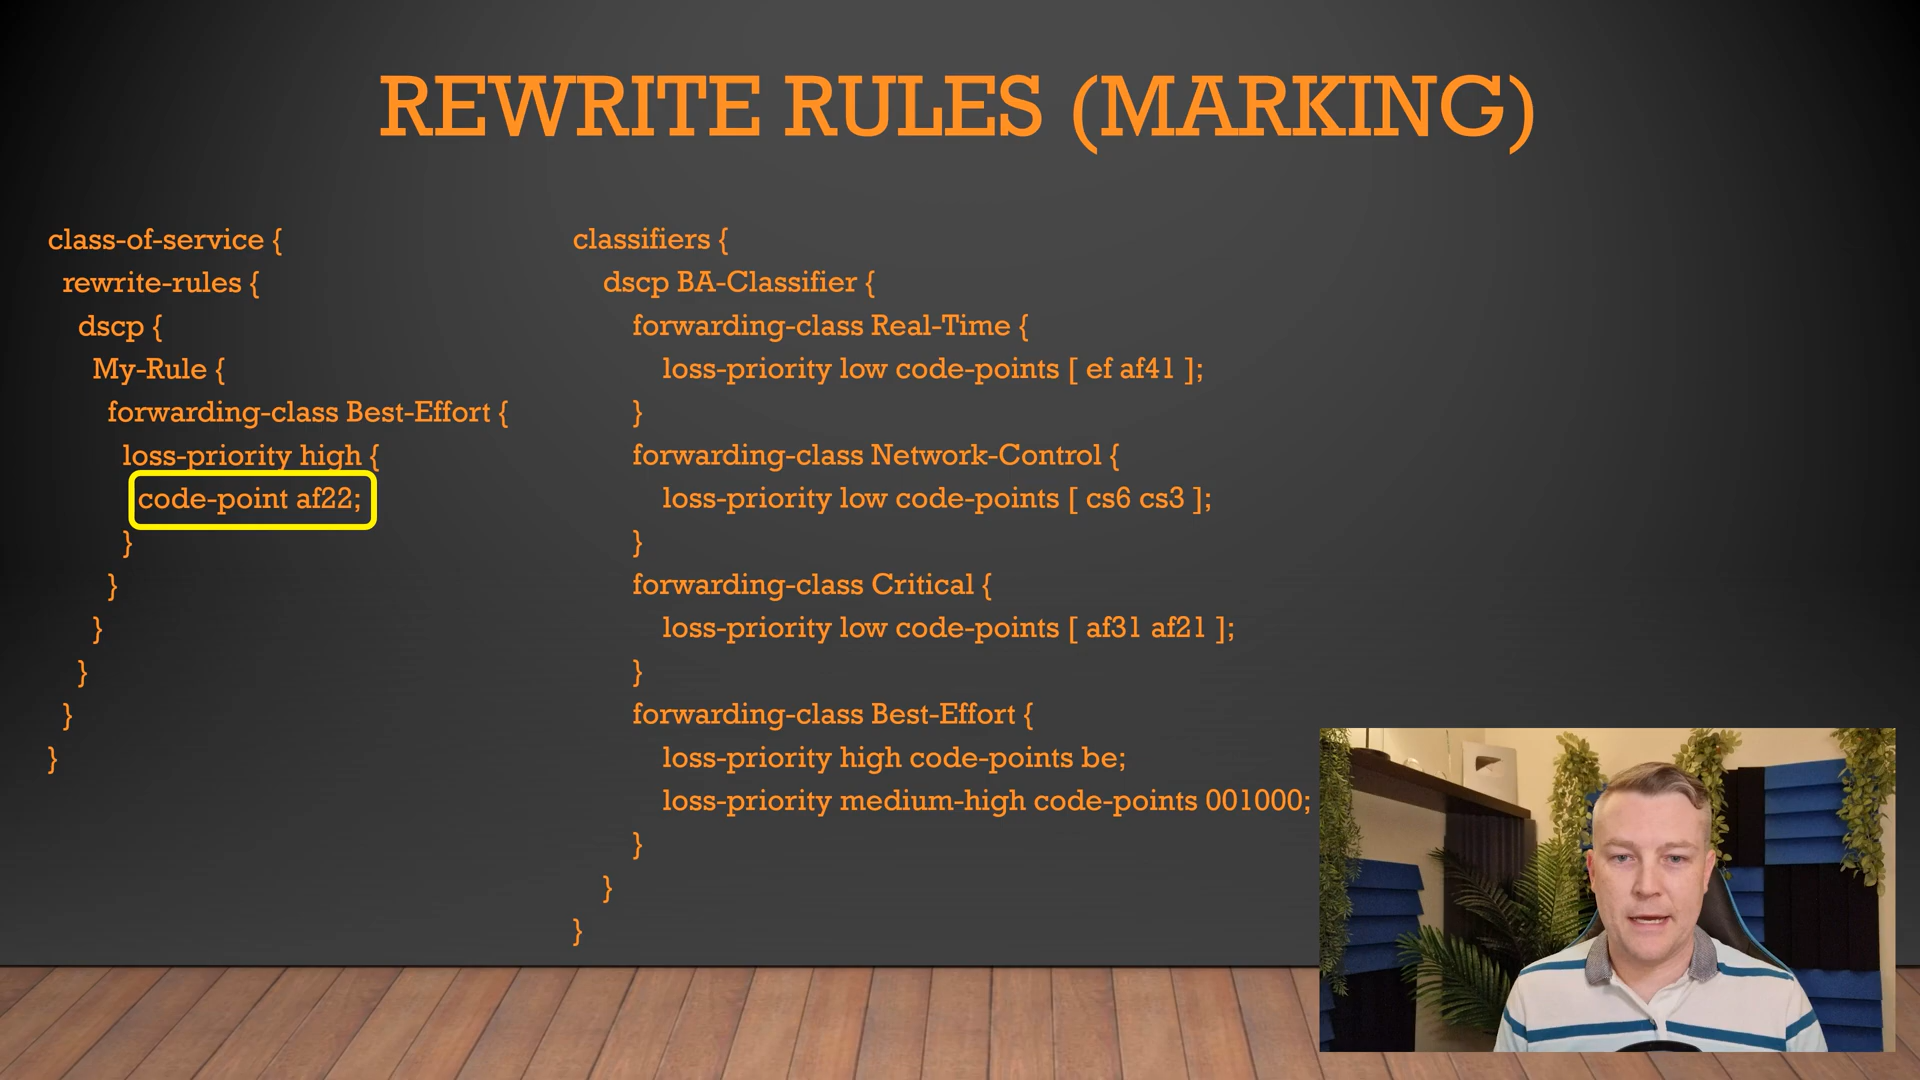 REWRITE RULES (MARKING)
class-of-service {
rewrite-rules {
dscp {
My-Rule {
forwarding-class Best-Effort {
loss-priority high {
code-point af22;
}
}
}
}
}
}
classifiers {
dscp BA-Classifier {
forwarding-class Real-Time {
loss-priority low code-points [ ef af41 ];
}
forwarding-class Network-Control {
loss-priority low code-points [ cs6 cs3 ];
}
forwarding-class Critical {
loss-priority low code-points [ af31 af21 ];
}
forwarding-class Best-Effort {
loss-priority high code-points be;
loss-priority medium-high code-points 001000;
}
}
}